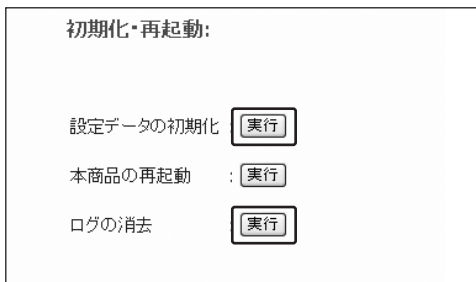 初期化・再起動:
設定データの初期化 : 実行
本商品の再起動 : 実行
ログの消去 : 実行